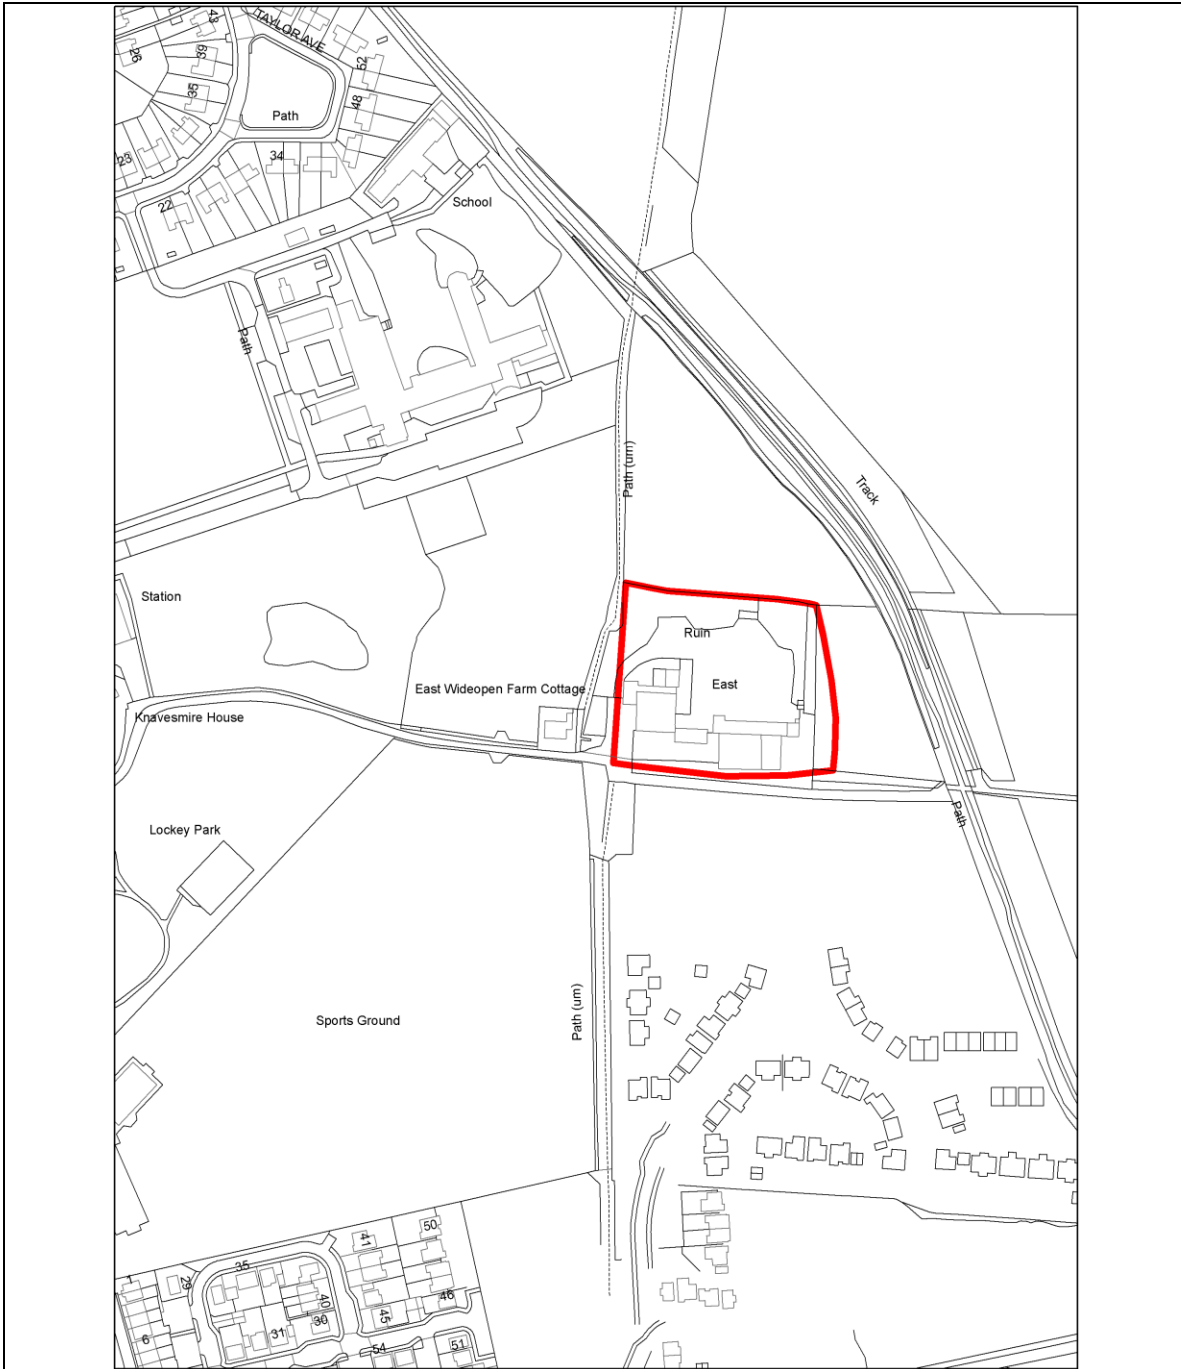 43
TAYLOR AVE
26
39
52
35
48
Path
23
34
22
School
Path
Path (um)
Track
Station
Ruin
East
East Wideopen Farm Cottage
Knavesmire House
Path
Lockey Park
Path (um)
Sports Ground
50
41
35
1
29
46
40
45
30
31
6
54
51